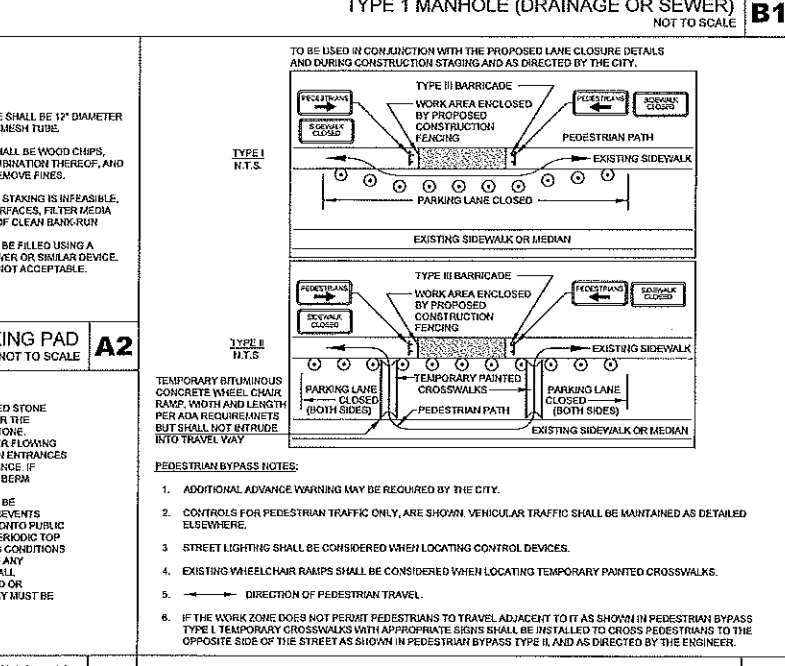 TYPE 1 MANHOLE (DRAINAGE OR SEWER)
NOT TO SCALE
B1
E SHALL BE 12" DIAMETER
MESH TUBE.
HALL BE WOOD CHIPS,
MBINATION THEREOF, AND
EMOVE FINES.
STAKING IS INFEASIBLE,
RFACES, FILTER MEDIA
OF CLEAN BANK-RUN
BE FILLED USING A
WER OR SIMILAR DEVICE.
NOT ACCEPTABLE.
KING PAD
NOT TO SCALE
A2
ED STONE
R THE
TONE.
ER FLOWING
N ENTRANCES
NCE. IF
BERM
BE
EVENTS
ONTO PUBLIC
ERIODIC TOP
S CONDITIONS
F ANY
ALL
D OR
Y MUST BE
TO BE USED IN CONJUNCTION WITH THE PROPOSED LANE CLOSURE DETAILS
AND DURING CONSTRUCTION STAGING AND AS DIRECTED BY THE CITY.
TYPE I
N.T.S.
PEDESTRIANS
SIDEWALK
CLOSED
TYPE III BARRICADE
WORK AREA ENCLOSED
BY PROPOSED
CONSTRUCTION
FENCING
PEDESTRIANS
SIDEWALK
CLOSED
PEDESTRIAN PATH
EXISTING SIDEWALK
PARKING LANE CLOSED
EXISTING SIDEWALK OR MEDIAN
TYPE II
N.T.S
PEDESTRIANS
SIDEWALK
CLOSED
TYPE III BARRICADE
WORK AREA ENCLOSED
BY PROPOSED
CONSTRUCTION
FENCING
PEDESTRIANS
SIDEWALK
CLOSED
EXISTING SIDEWALK
TEMPORARY BITUMINOUS
CONCRETE WHEEL CHAIR
RAMP, WIDTH AND LENGTH
PER ADA REQUIREMNETS
BUT SHALL NOT INTRUDE
INTO TRAVEL WAY
PARKING LANE
CLOSED
(BOTH SIDES)
TEMPORARY PAINTED
CROSSWALKS
PEDESTRIAN PATH
PARKING LANE
CLOSED
(BOTH SIDES)
EXISTING SIDEWALK OR MEDIAN
PEDESTRIAN BYPASS NOTES:
1. ADDITIONAL ADVANCE WARNING MAY BE REQUIRED BY THE CITY.
2. CONTROLS FOR PEDESTRIAN TRAFFIC ONLY, ARE SHOWN. VEHICULAR TRAFFIC SHALL BE MAINTAINED AS DETAILED
ELSEWHERE.
3 STREET LIGHTING SHALL BE CONSIDERED WHEN LOCATING CONTROL DEVICES.
4. EXISTING WHEELCHAIR RAMPS SHALL BE CONSIDERED WHEN LOCATING TEMPORARY PAINTED CROSSWALKS.
5. DIRECTION OF PEDESTRIAN TRAVEL.
6. IF THE WORK ZONE DOES NOT PERMIT PEDESTRIANS TO TRAVEL ADJACENT TO IT AS SHOWN IN PEDESTRIAN BYPASS
TYPE I, TEMPORARY CROSSWALKS WITH APPROPRIATE SIGNS SHALL BE INSTALLED TO CROSS PEDESTRIANS TO THE
OPPOSITE SIDE OF THE STREET AS SHOWN IN PEDESTRIAN BYPASS TYPE II, AND AS DIRECTED BY THE ENGINEER.